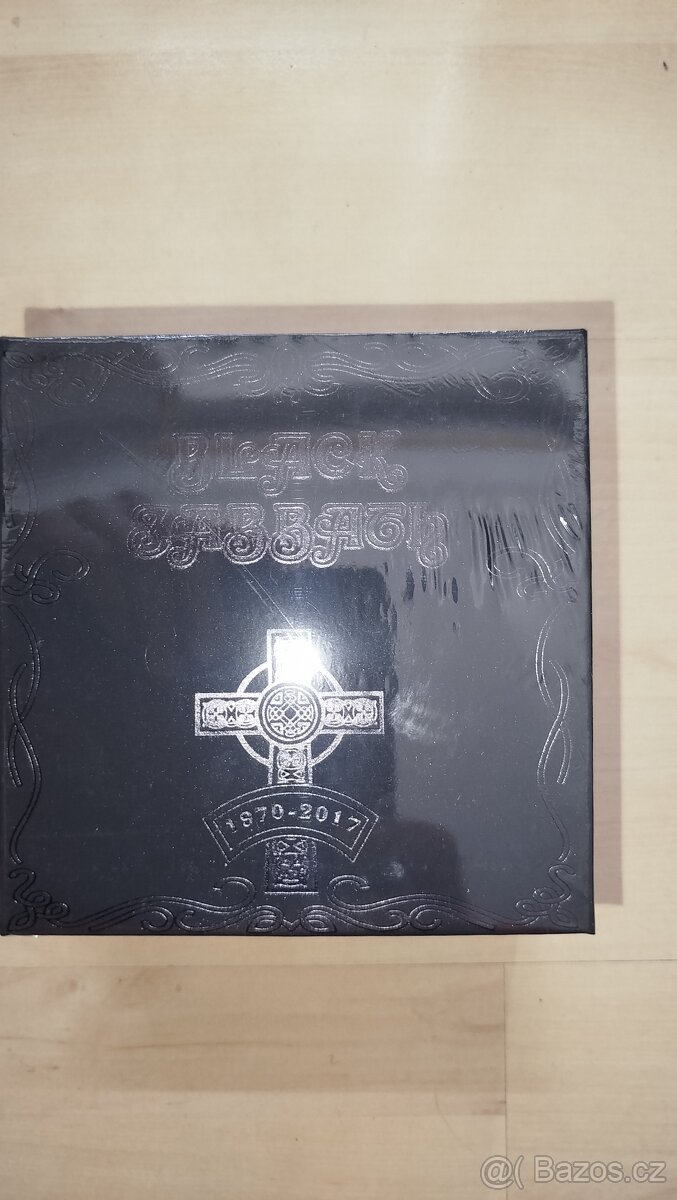 BLACK
SABBATH
1970-2017
@( Bazos.cz